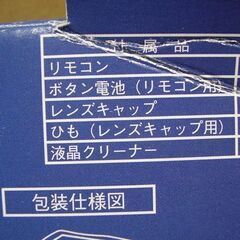 付属品
リモコン
ボタン電池(リモコン用)
レンズキャップ
ひも(レンズキャップ用)
液晶クリーナー
包装仕様図